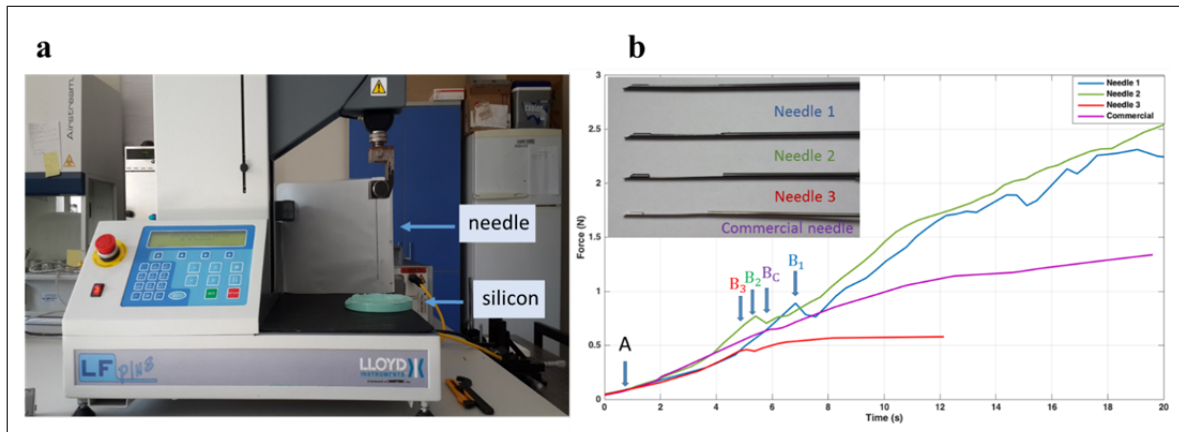 a
b
Airstream
needle
silicon
LF plus
LLOYD
INSTRUMENTS
Force (N)
3
2.5
2
1.5
1
0.5
0
0 2 4 6 8 10 12 14 16 18 20
Time (s)
Needle 1
Needle 2
Needle 3
Commercial needle
Needle 1
Needle 2
Needle 3
Commercial
A
B3 B2 BC B1